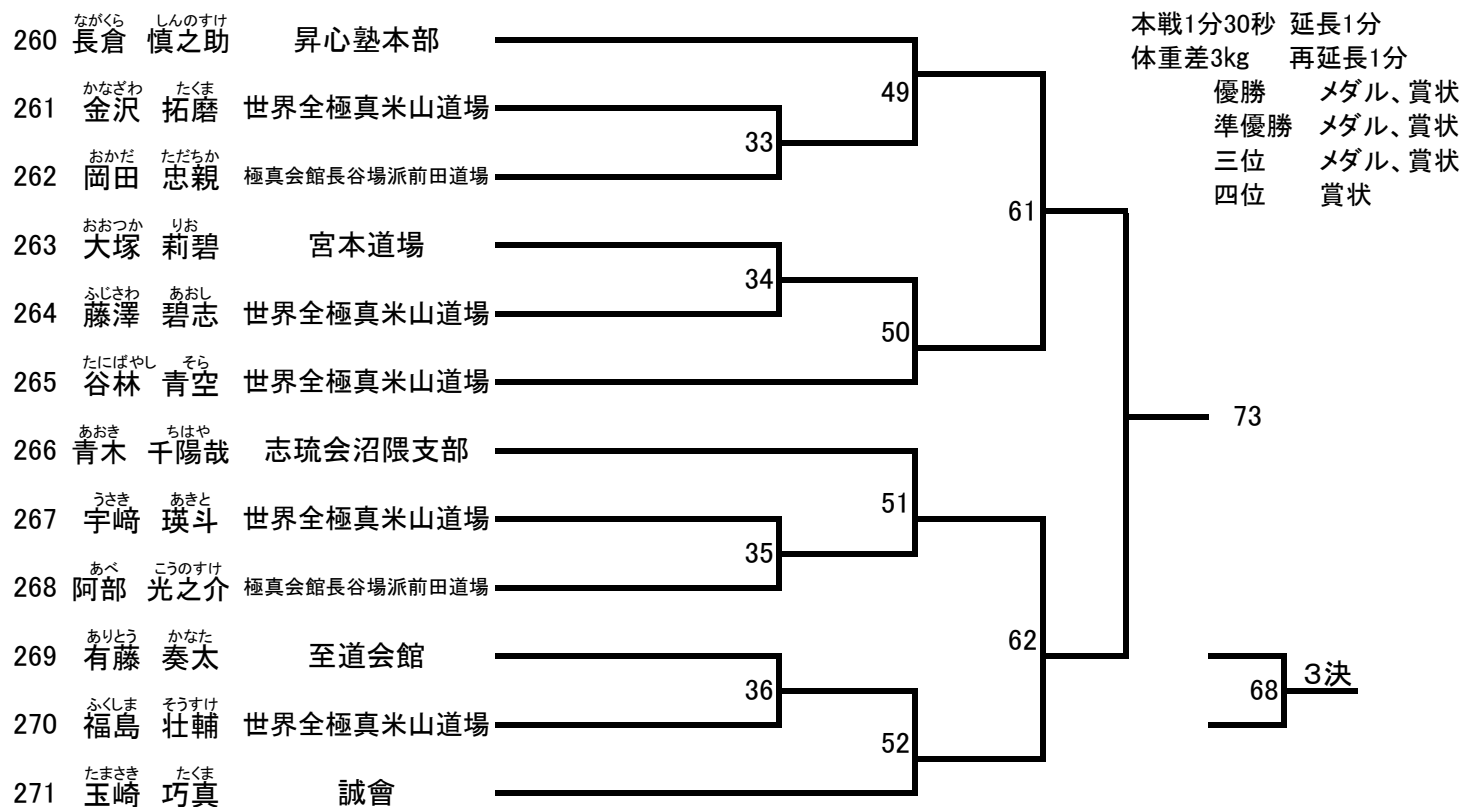 ながくら しんのすけ
260 長倉 慎之助 昇心塾本部
本戦1分30秒 延長1分
体重差3kg 再延長1分
優勝 メダル、賞状
準優勝 メダル、賞状
三位 メダル、賞状
四位 賞状
かなざわ たくま
261 金沢 拓磨 世界全極真米山道場
おかだ ただちか
262 岡田 忠親 極真会館長谷場派前田道場
おおつか りお
263 大塚 莉碧 宮本道場
ふじさわ あおし
264 藤澤 碧志 世界全極真米山道場
たにばやし そら
265 谷林 青空 世界全極真米山道場
あおき ちはや
266 青木 千陽哉 志琉会沼隈支部
うさき あきと
267 宇﨑 瑛斗 世界全極真米山道場
あべ こうのすけ
268 阿部 光之介 極真会館長谷場派前田道場
ありとう かなた
269 有藤 奏太 至道会館
ふくしま そうすけ
270 福島 壮輔 世界全極真米山道場
たまさき たくま
271 玉崎 巧真 誠會
33
34
35
36
49
50
51
52
61
62
73
68 3決